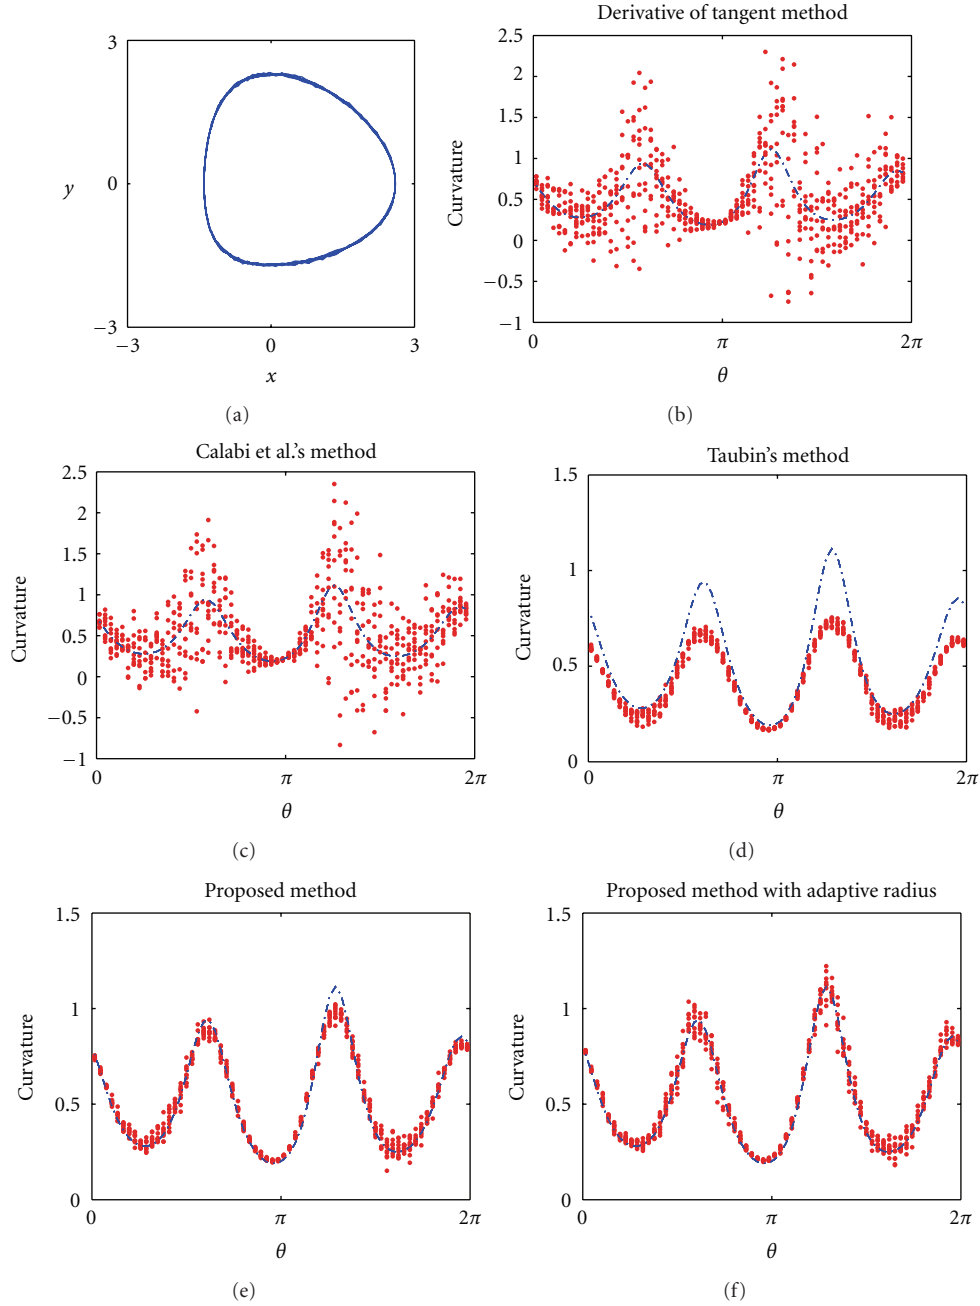 3
y
0
−3
−3
0
3
x
(a)
Derivative of tangent method
2.5
2
1.5
1
0.5
0
−0.5
−1
Curvature
0
π
2π
θ
(b)
Calabi et al.'s method
2.5
2
1.5
1
0.5
0
−0.5
−1
Curvature
0
π
2π
θ
(c)
Taubin's method
1.5
1
0.5
0
Curvature
0
π
2π
θ
(d)
Proposed method
1.5
1
0.5
0
Curvature
0
π
2π
θ
(e)
Proposed method with adaptive radius
1.5
1
0.5
0
Curvature
0
π
2π
θ
(f)